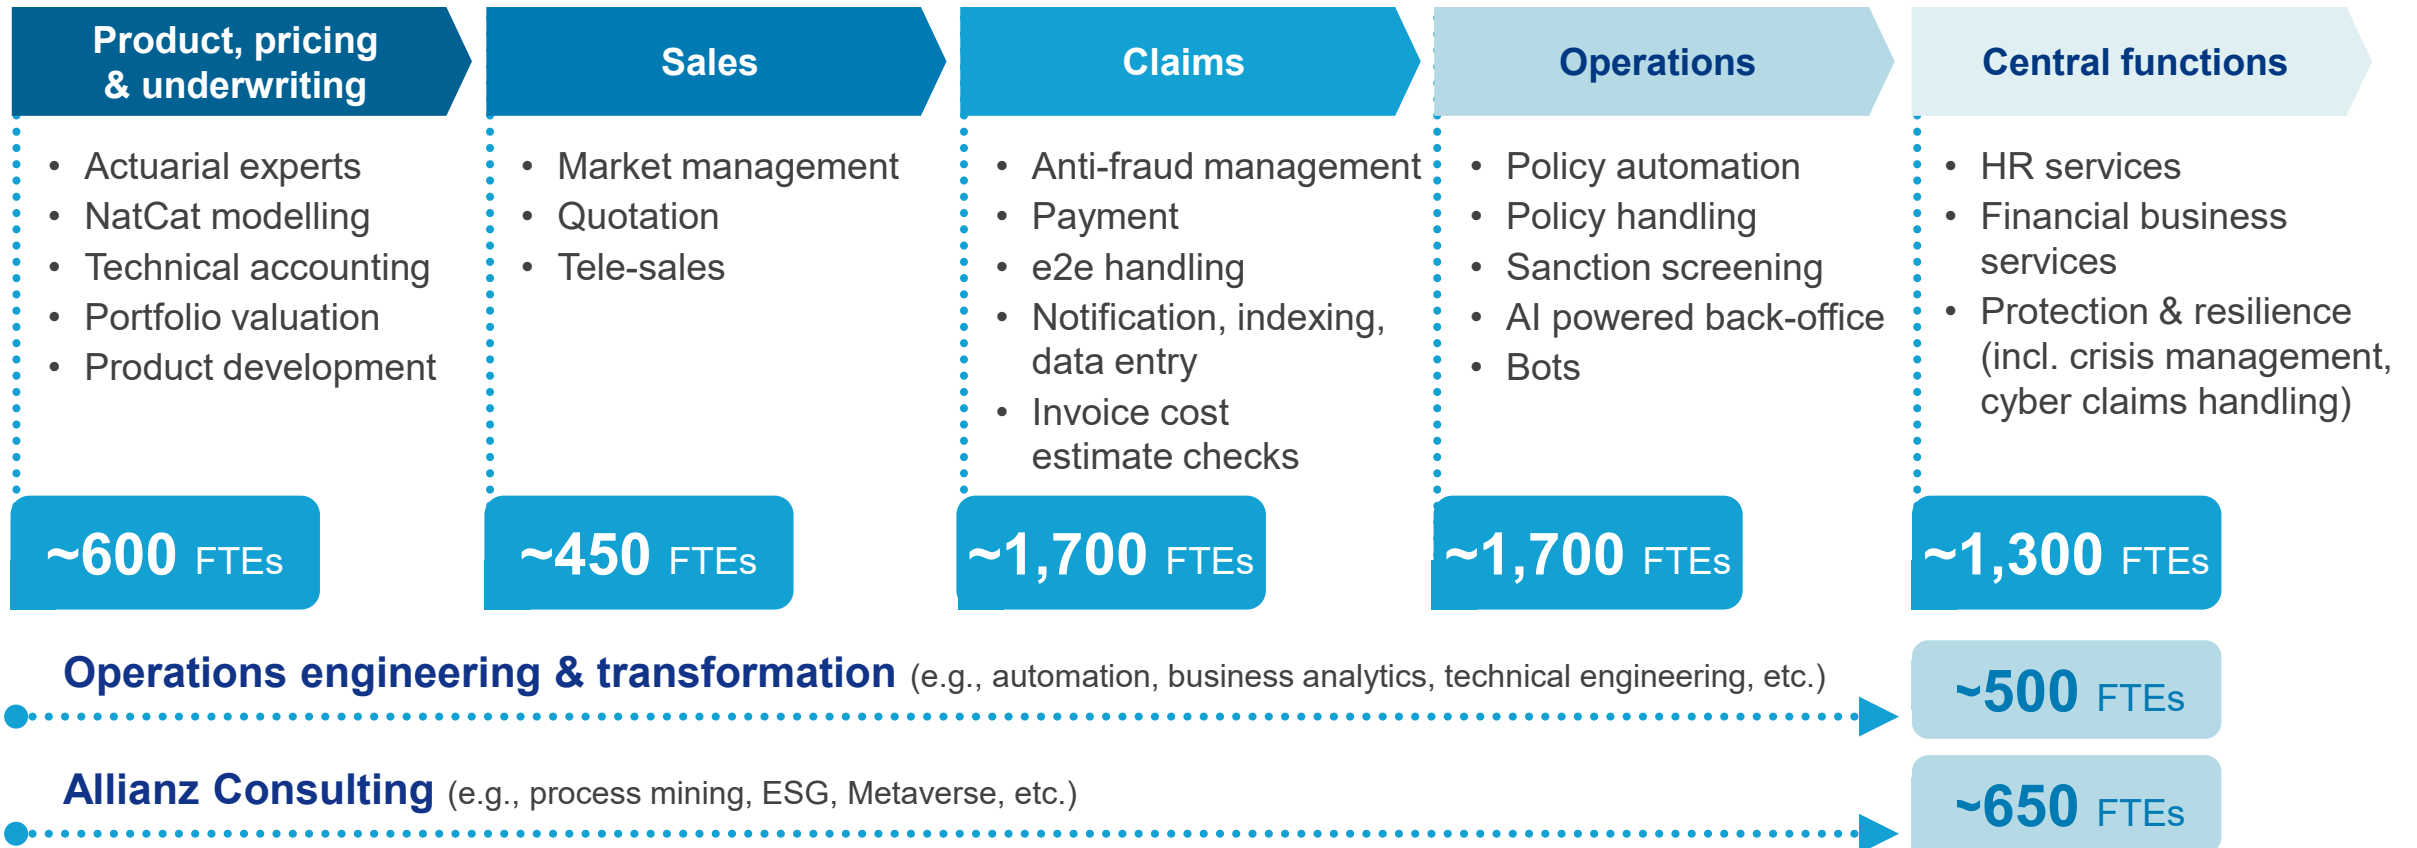 Product, pricing
& underwriting
Sales
Claims
Operations
Central functions
• Actuarial experts
• NatCat modelling
• Technical accounting
• Portfolio valuation
• Product development
• Market management
• Quotation
• Tele-sales
• Anti-fraud management
• Payment
• e2e handling
• Notification, indexing,
data entry
• Invoice cost
estimate checks
• Policy automation
• Policy handling
• Sanction screening
• AI powered back-office
• Bots
• HR services
• Financial business
services
• Protection & resilience
(incl. crisis management,
cyber claims handling)
~600 FTEs
~450 FTEs
~1,700 FTEs
~1,700 FTEs
~1,300 FTEs
Operations engineering & transformation (e.g., automation, business analytics, technical engineering, etc.)
~500 FTEs
Allianz Consulting (e.g., process mining, ESG, Metaverse, etc.)
~650 FTEs